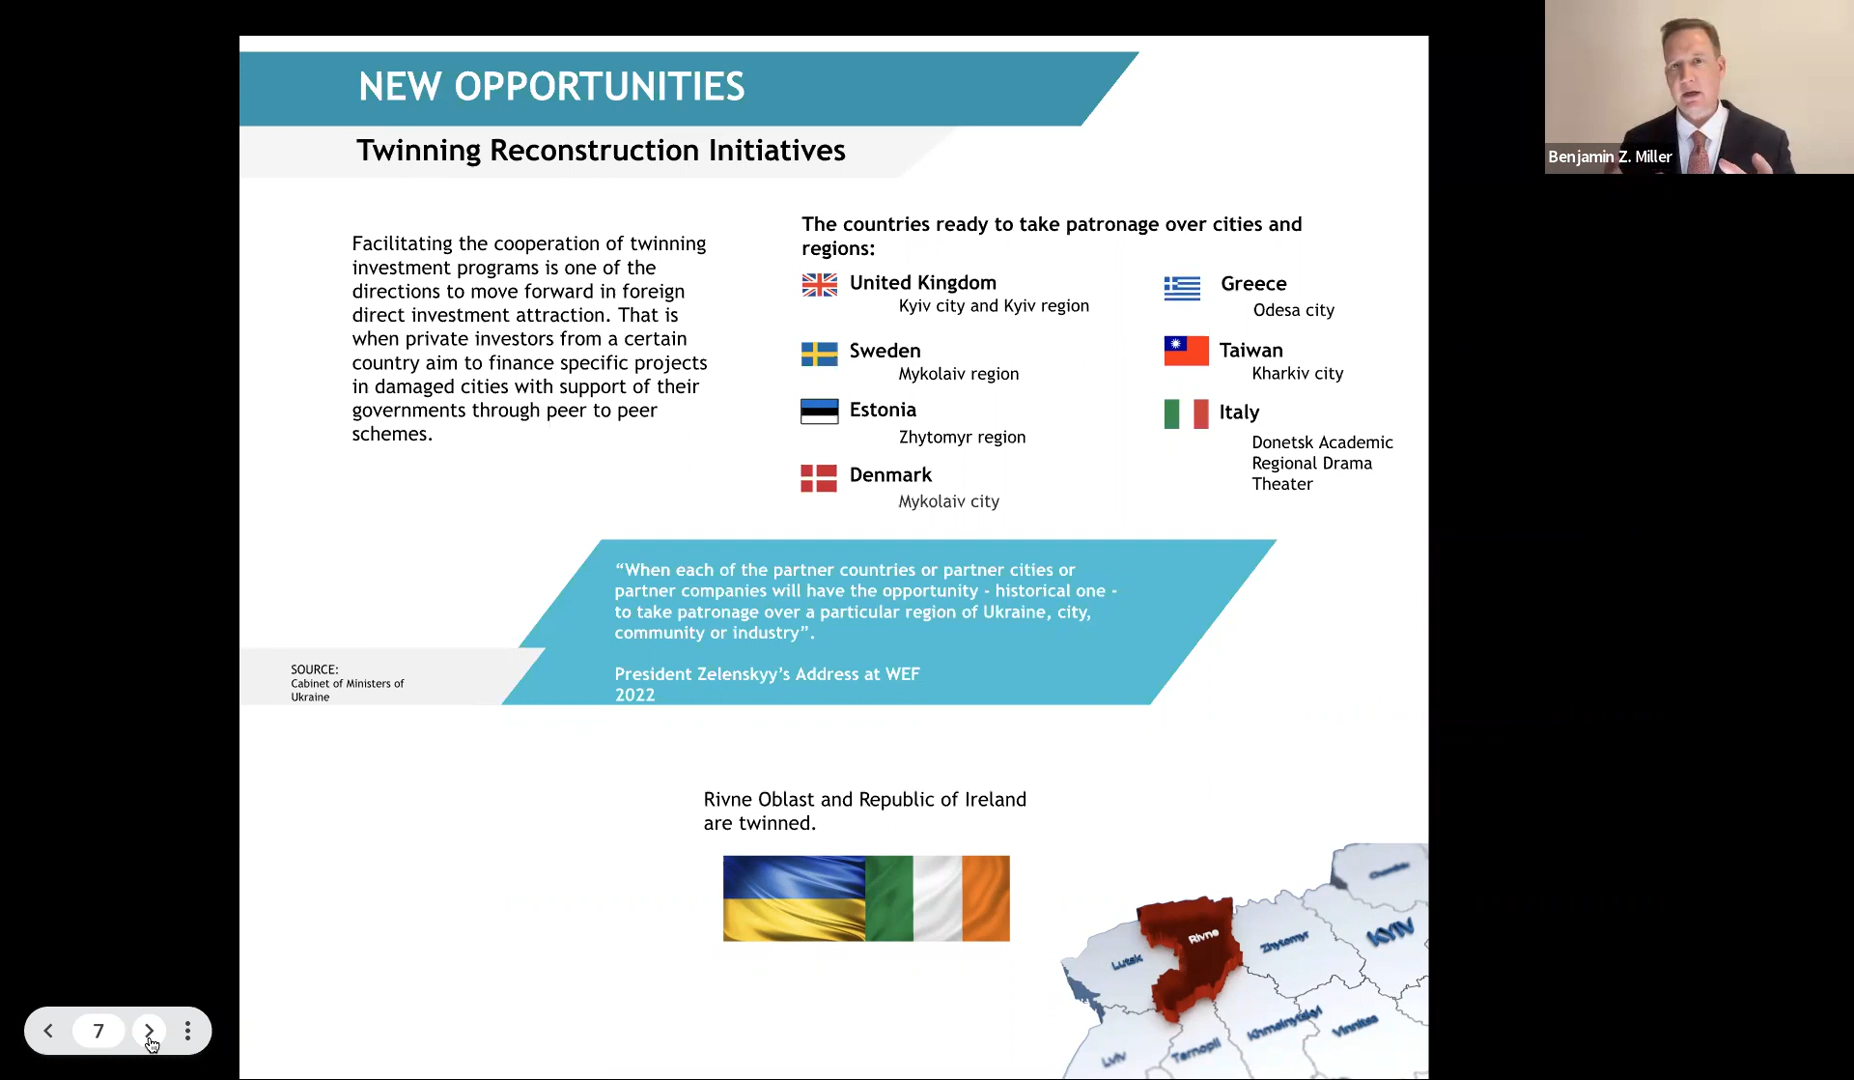 NEW OPPORTUNITIES
Twinning Reconstruction Initiatives
Facilitating the cooperation of twinning
investment programs is one of the
directions to move forward in foreign
direct investment attraction. That is
when private investors from a certain
country aim to finance specific projects
in damaged cities with support of their
governments through peer to peer
schemes.
The countries ready to take patronage over cities and
regions:
United Kingdom
Kyiv city and Kyiv region
Sweden
Mykolaiv region
Estonia
Zhytomyr region
Denmark
Mykolaiv city
Greece
Odesa city
Taiwan
Kharkiv city
Italy
Donetsk Academic
Regional Drama
Theater
“When each of the partner countries or partner cities or
partner companies will have the opportunity - historical one -
to take patronage over a particular region of Ukraine, city,
community or industry”.
President Zelenskyy’s Address at WEF
2022
SOURCE:
Cabinet of Ministers of
Ukraine
Rivne Oblast and Republic of Ireland
are twinned.
Rivne
Lutsk
Zhytomyr
KYIV
Lviv
Ternopil
Khmelnytskyi
Vinnitsa
Benjamin Z. Miller
7